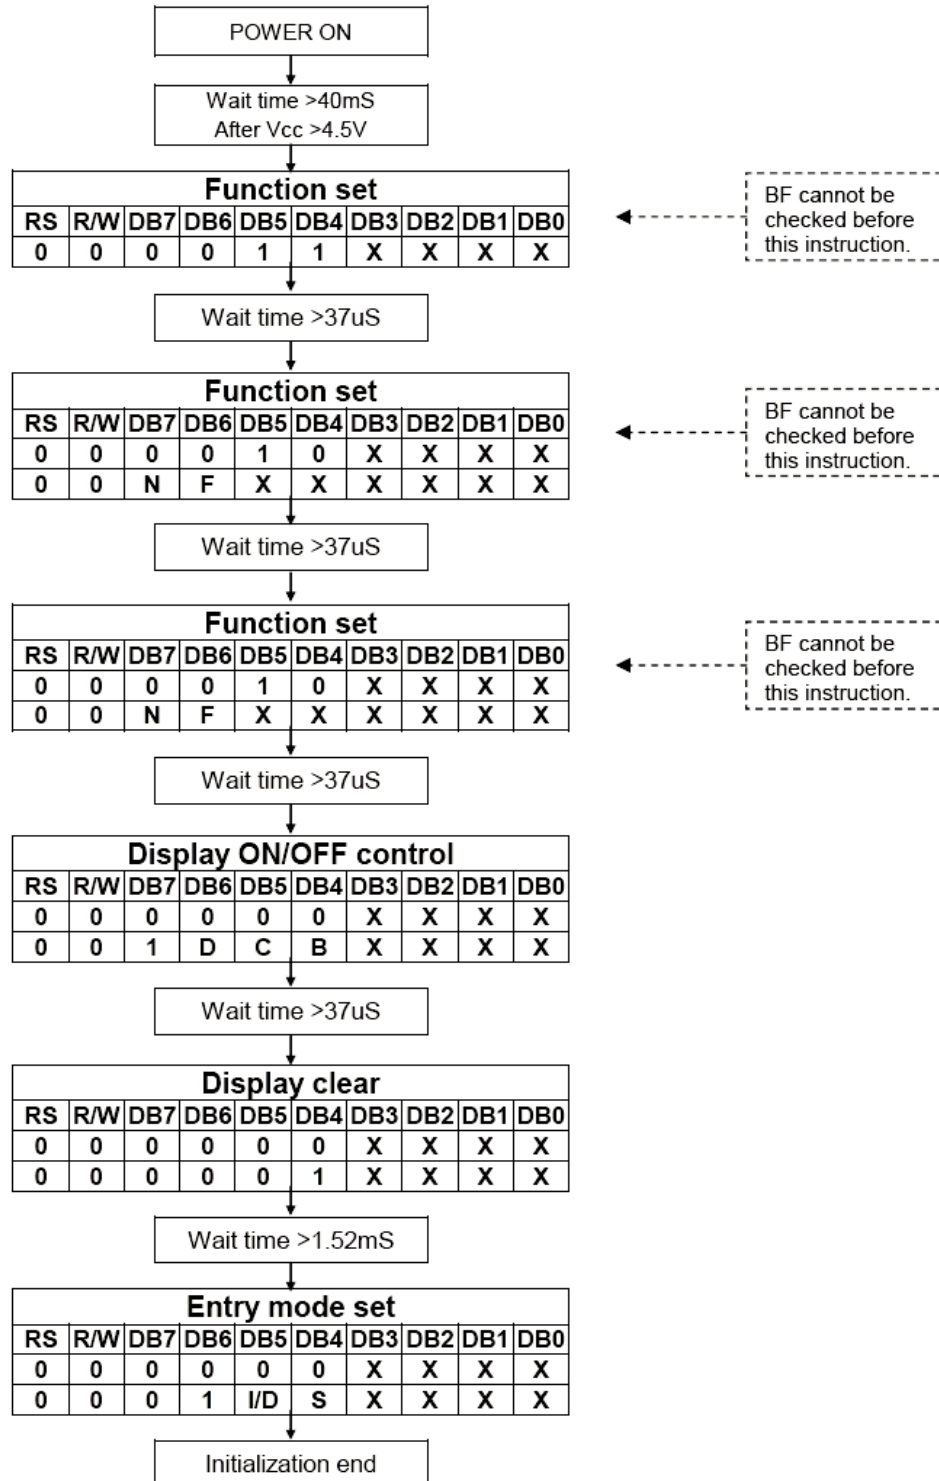 POWER ON
Wait time >40mS
After Vcc >4.5V
Function set
RS R/W DB7 DB6 DB5 DB4 DB3 DB2 DB1 DB0
0 0 0 0 1 1 X X X X
BF cannot be
checked before
this instruction.
Wait time >37uS
Function set
RS R/W DB7 DB6 DB5 DB4 DB3 DB2 DB1 DB0
0 0 0 0 1 0 X X X X
0 0 N F X X X X X X
BF cannot be
checked before
this instruction.
Wait time >37uS
Function set
RS R/W DB7 DB6 DB5 DB4 DB3 DB2 DB1 DB0
0 0 0 0 1 0 X X X X
0 0 N F X X X X X X
BF cannot be
checked before
this instruction.
Wait time >37uS
Display ON/OFF control
RS R/W DB7 DB6 DB5 DB4 DB3 DB2 DB1 DB0
0 0 0 0 0 0 X X X X
0 0 1 D C B X X X X
Wait time >37uS
Display clear
RS R/W DB7 DB6 DB5 DB4 DB3 DB2 DB1 DB0
0 0 0 0 0 0 X X X X
0 0 0 0 0 1 X X X X
Wait time >1.52mS
Entry mode set
RS R/W DB7 DB6 DB5 DB4 DB3 DB2 DB1 DB0
0 0 0 0 0 0 X X X X
0 0 0 1 I/D S X X X X
Initialization end